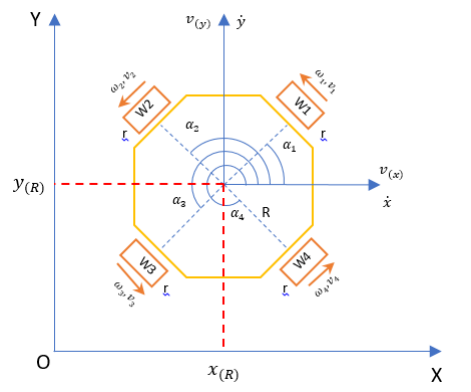 Y
v(y)
ẏ
ω₂,v₂
ω₁,v₁
W2
W1
r
r
α₂
α₁
v(x)
y(R)
ẋ
α₃
α₄
R
W3
W4
ω₃,v₃
r
r
ω₄,v₄
O
x(R)
X